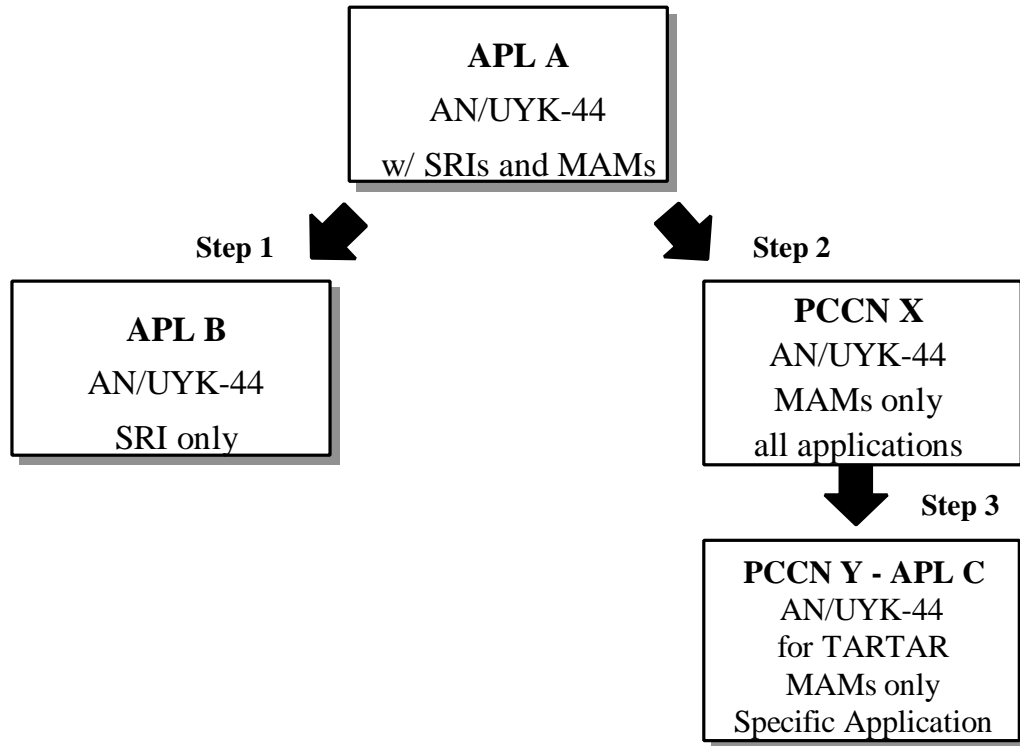 APL A
AN/UYK-44
w/ SRIs and MAMs
Step 1
Step 2
APL B
AN/UYK-44
SRI only
PCCN X
AN/UYK-44
MAMs only
all applications
Step 3
PCCN Y - APL C
AN/UYK-44
for TARTAR
MAMs only
Specific Application